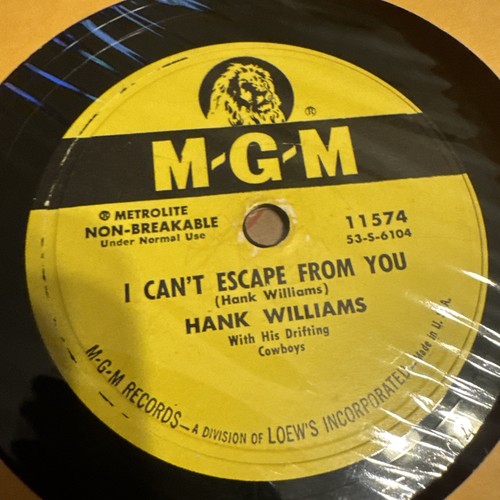 ®
M-G-M
® METROLITE
NON-BREAKABLE
Under Normal Use
11574
53-S-6104
I CAN'T ESCAPE FROM YOU
(Hank Williams)
HANK WILLIAMS
With His Drifting
Cowboys
M-G-M RECORDS—A DIVISION OF LOEW'S INCORPORATED—Made in U. S. A.